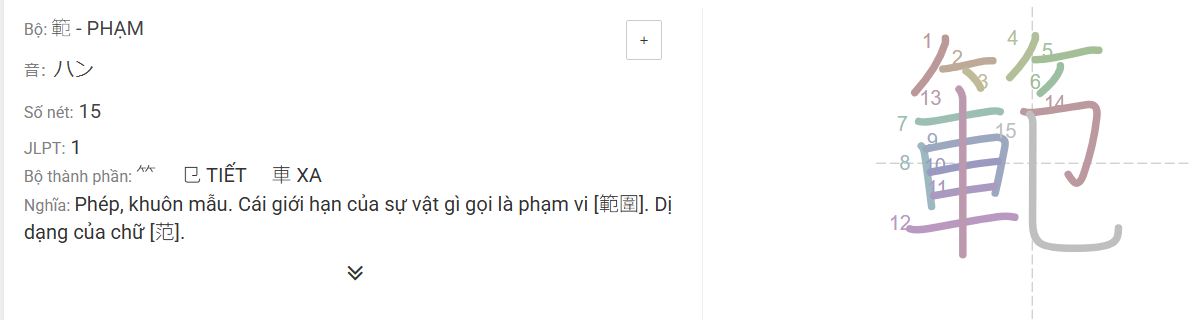 Bộ: 範 - PHẠM
+
音: ハン
Số nét: 15
JLPT: 1
Bộ thành phần: ⺮ 㔾 TIẾT 車 XA
Nghĩa: Phép, khuôn mẫu. Cái giới hạn của sự vật gì gọi là phạm vi [範圍]. Dị
dạng của chữ [范].
範
1 2 3 4 5 6 13 14 7 15 9 8 10 11 12